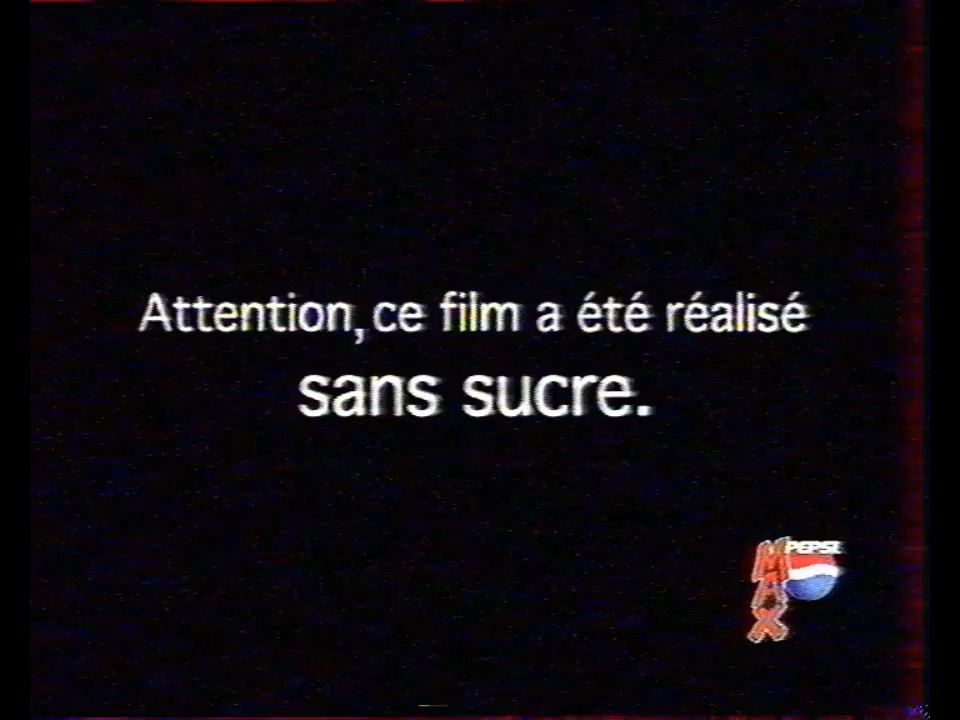 Attention, ce film a été réalisé
sans sucre.
PEPSI
MAX